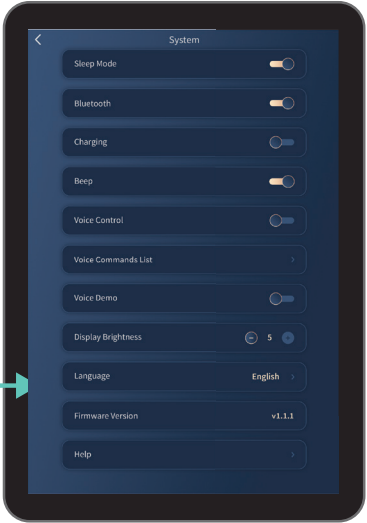 System
Sleep Mode
Bluetooth
Charging
Beep
Voice Control
Voice Commands List
Voice Demo
Display Brightness 5
Language English
Firmware Version v1.1.1
Help